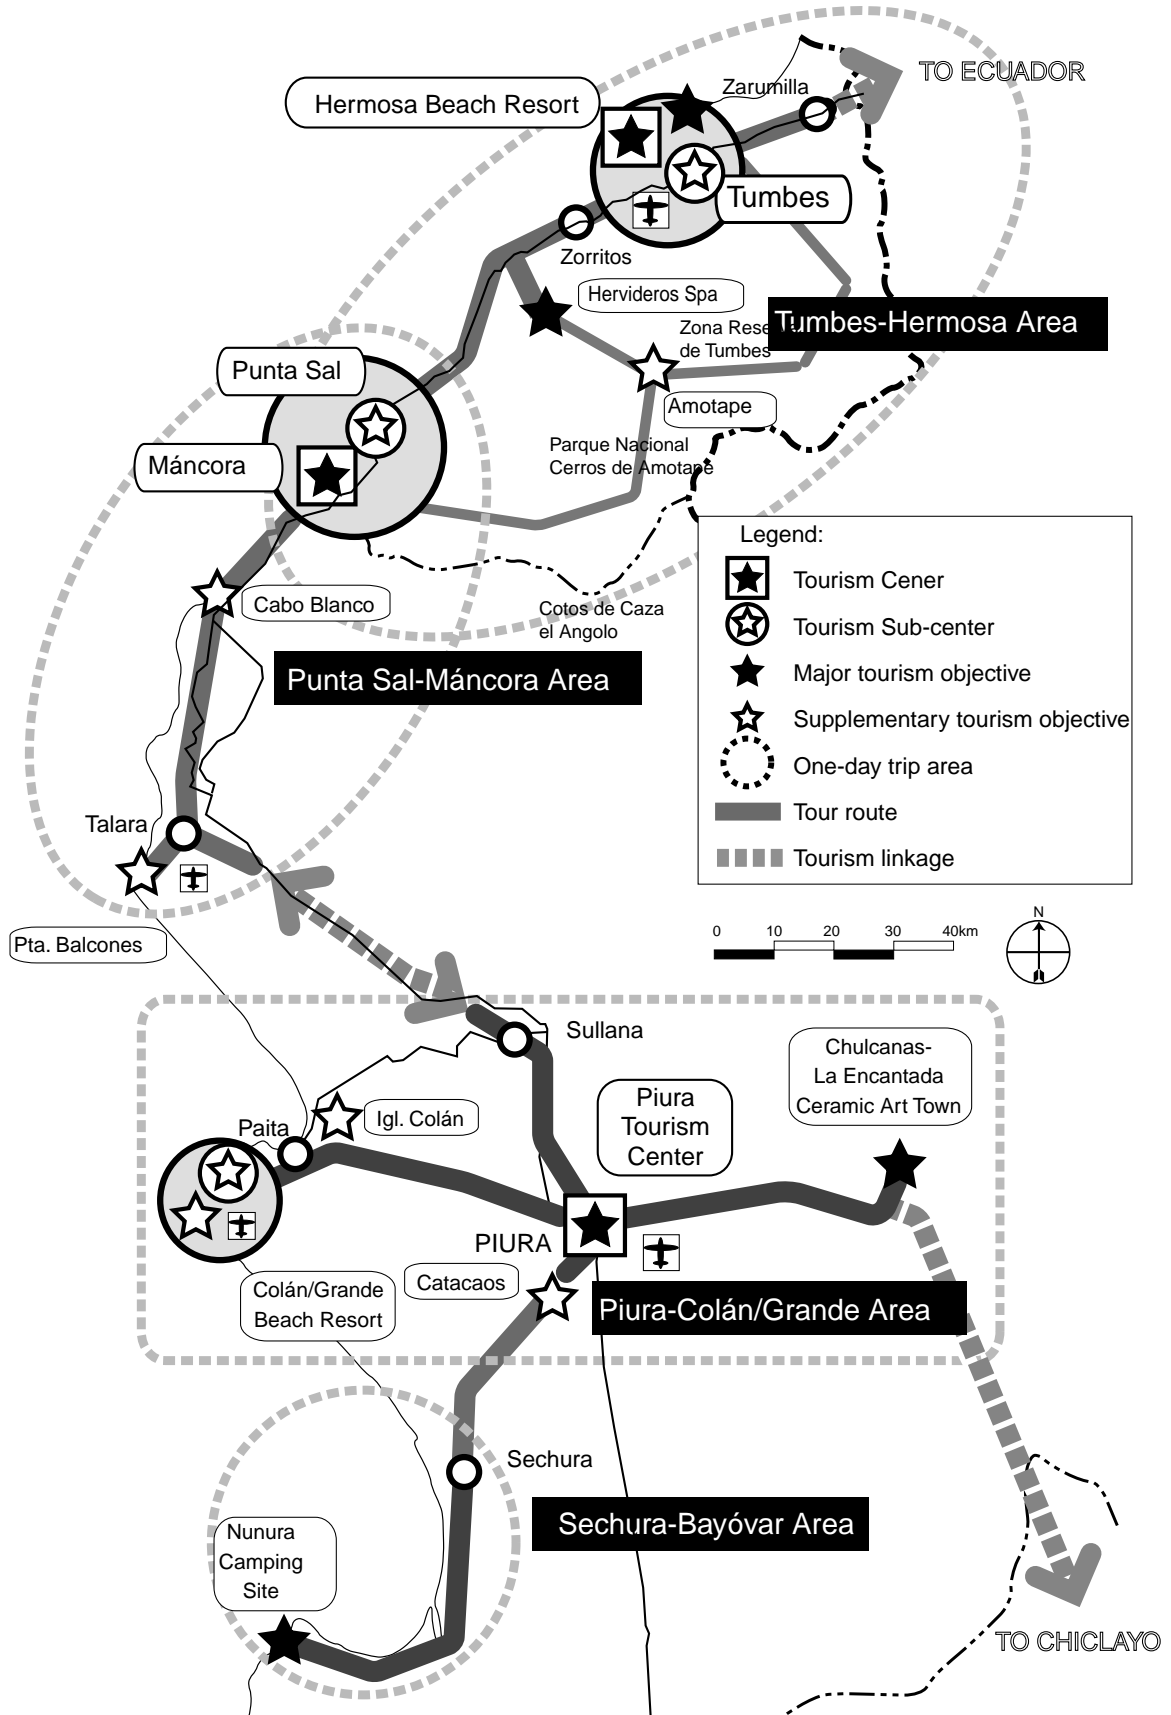 TO ECUADOR
Zarumilla
Hermosa Beach Resort
Tumbes
Zorritos
Hervideros Spa
Tumbes-Hermosa Area
Zona Rese
de Tumbes
Punta Sal
Amotape
Máncora
Parque Nacional
Cerros de Amotape
Legend:
Tourism Cener
Tourism Sub-center
Major tourism objective
Supplementary tourism objective
One-day trip area
Tour route
Tourism linkage
Cabo Blanco
Cotos de Caza
el Angolo
Punta Sal-Máncora Area
Talara
Pta. Balcones
0 10 20 30 40km
N
Sullana
Chulcanas-
La Encantada
Ceramic Art Town
Piura
Tourism
Center
Igl. Colán
Paita
PIURA
Catacaos
Colán/Grande
Beach Resort
Piura-Colán/Grande Area
Sechura
Sechura-Bayóvar Area
Nunura
Camping
Site
TO CHICLAYO